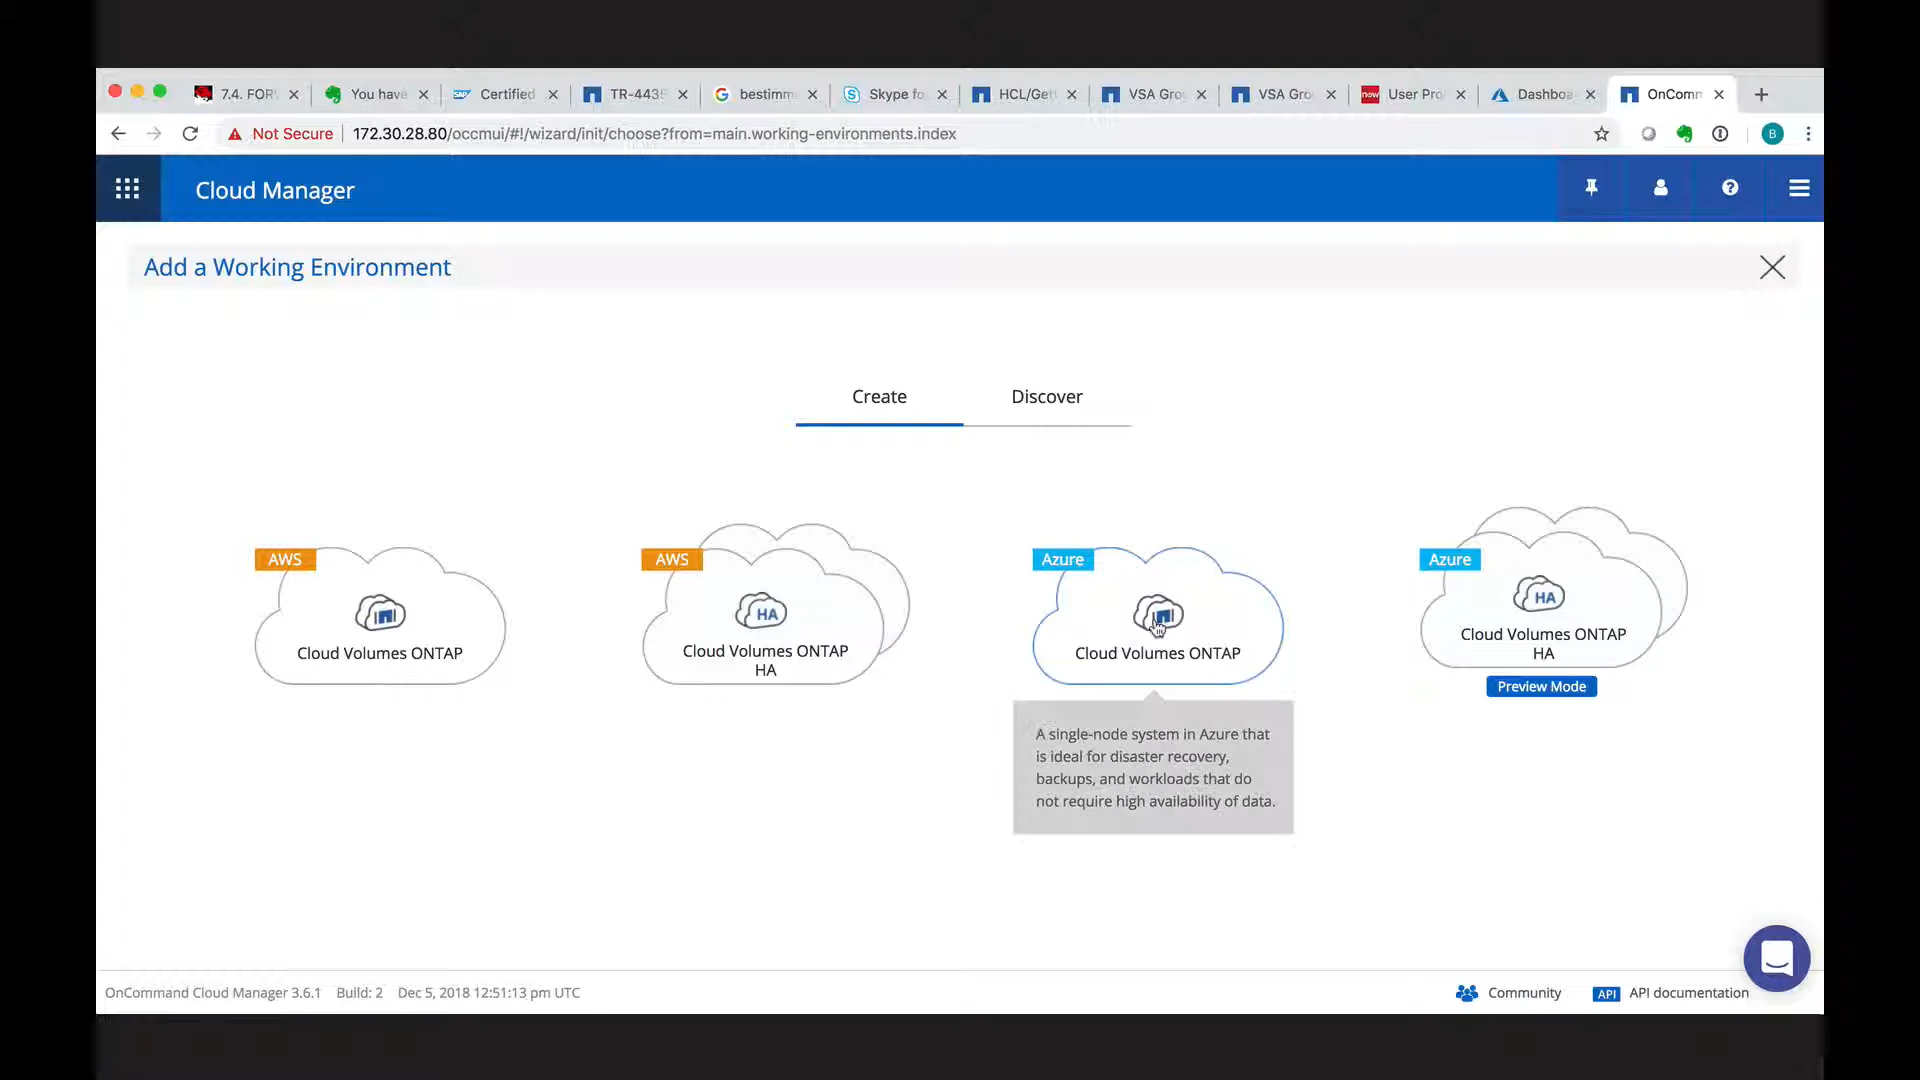 7.4. FOR
You have
Certified
TR-4435
bestimm
Skype fo
HCL/Get
VSA Gro
VSA Gro
now
User Pro
Dashboa
OnComm
Not Secure
172.30.28.80/occmui/#!/wizard/init/choose?from=main.working-environments.index
B
Cloud Manager
Add a Working Environment
Create
Discover
AWS
Cloud Volumes ONTAP
AWS
HA
Cloud Volumes ONTAP
HA
Azure
Cloud Volumes ONTAP
A single-node system in Azure that
is ideal for disaster recovery,
backups, and workloads that do
not require high availability of data.
Azure
HA
Cloud Volumes ONTAP
HA
Preview Mode
OnCommand Cloud Manager 3.6.1 Build: 2 Dec 5, 2018 12:51:13 pm UTC
Community
API API documentation